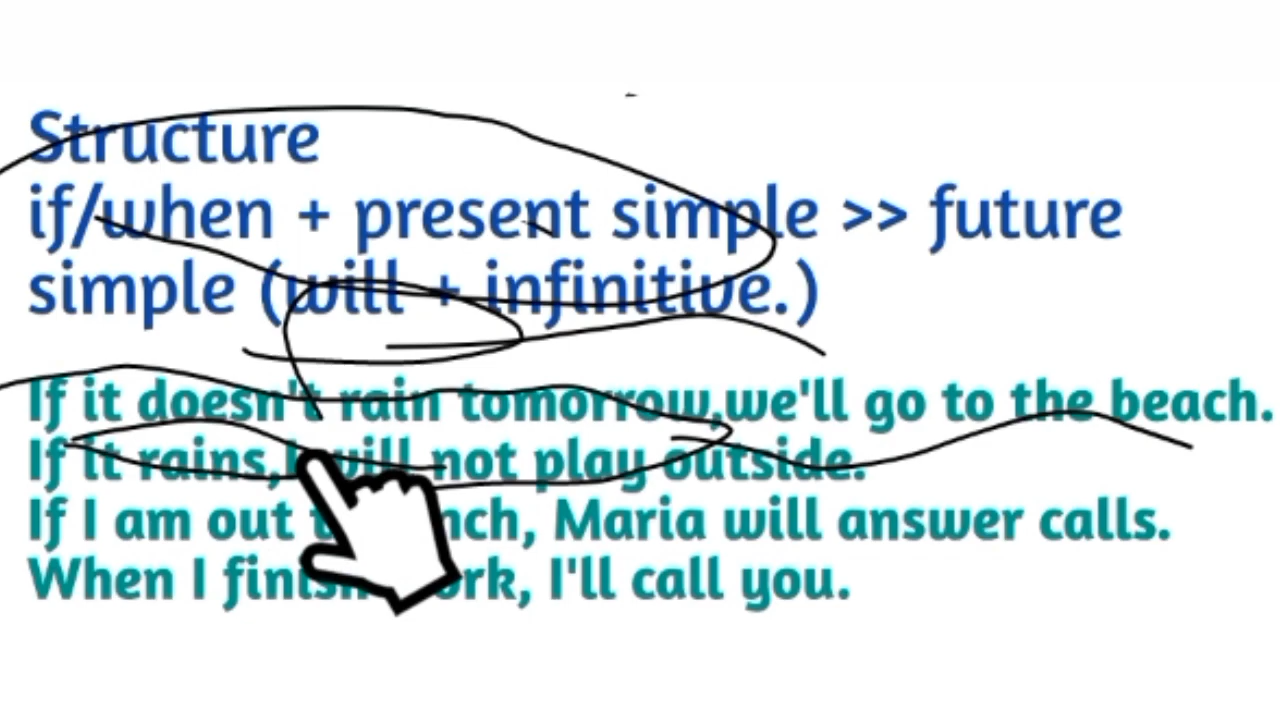 Structure
if/when + present simple >> future
simple (will + infinitive.)
If it doesn't rain tomorrow,we'll go to the beach.
If it rains,I will not play outside.
If I am out Maria will answer calls.
When I I'll call you.